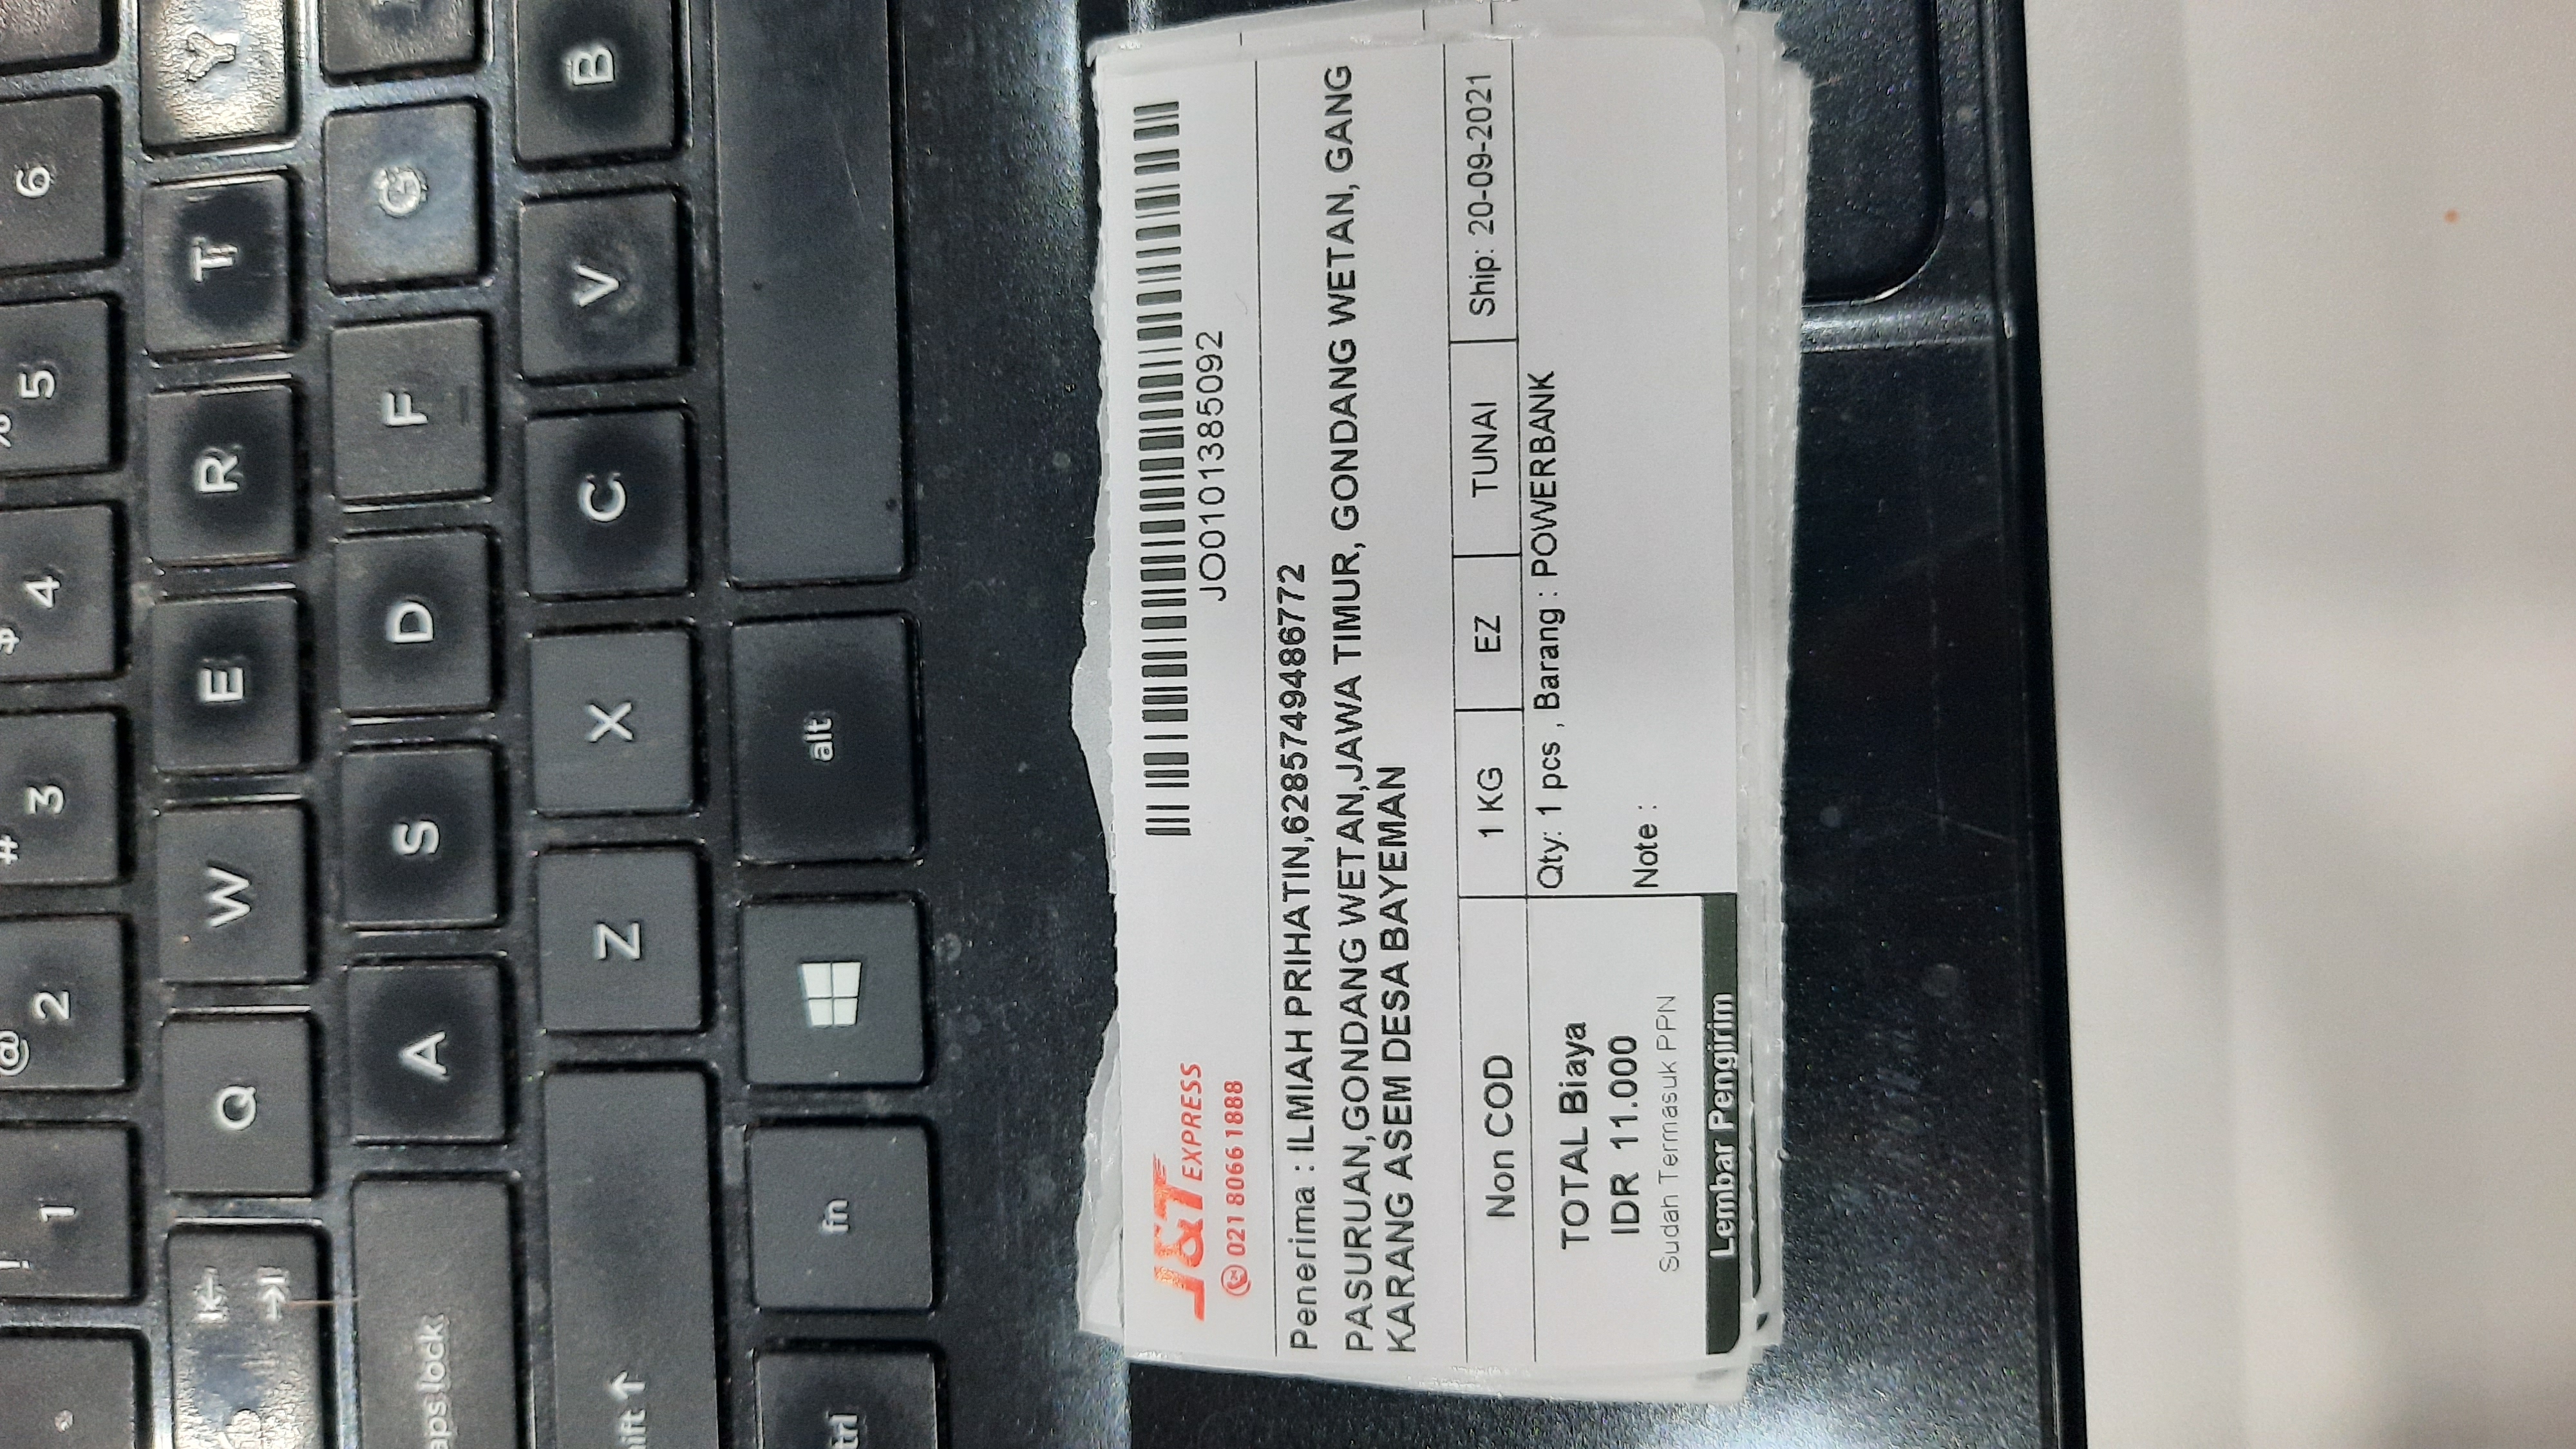 ! 1 @ 2 # 3 $ 4 % 5 6
Q W E R T Y
aps lock A S D F G
ift ↑ Z X C V B
trl fn alt
J&T EXPRESS
021 8066 1888
JO0101385092
Penerima : ILMIAH PRIHATIN,6285749486772
PASURUAN,GONDANG WETAN,JAWA TIMUR, GONDANG WETAN, GANG
KARANG ASEM DESA BAYEMAN
Non COD 1 KG EZ TUNAI Ship: 20-09-2021
Qty: 1 pcs , Barang : POWERBANK
TOTAL Biaya
IDR 11.000
Note :
Sudah Termasuk PPN
Lembar Pengirim